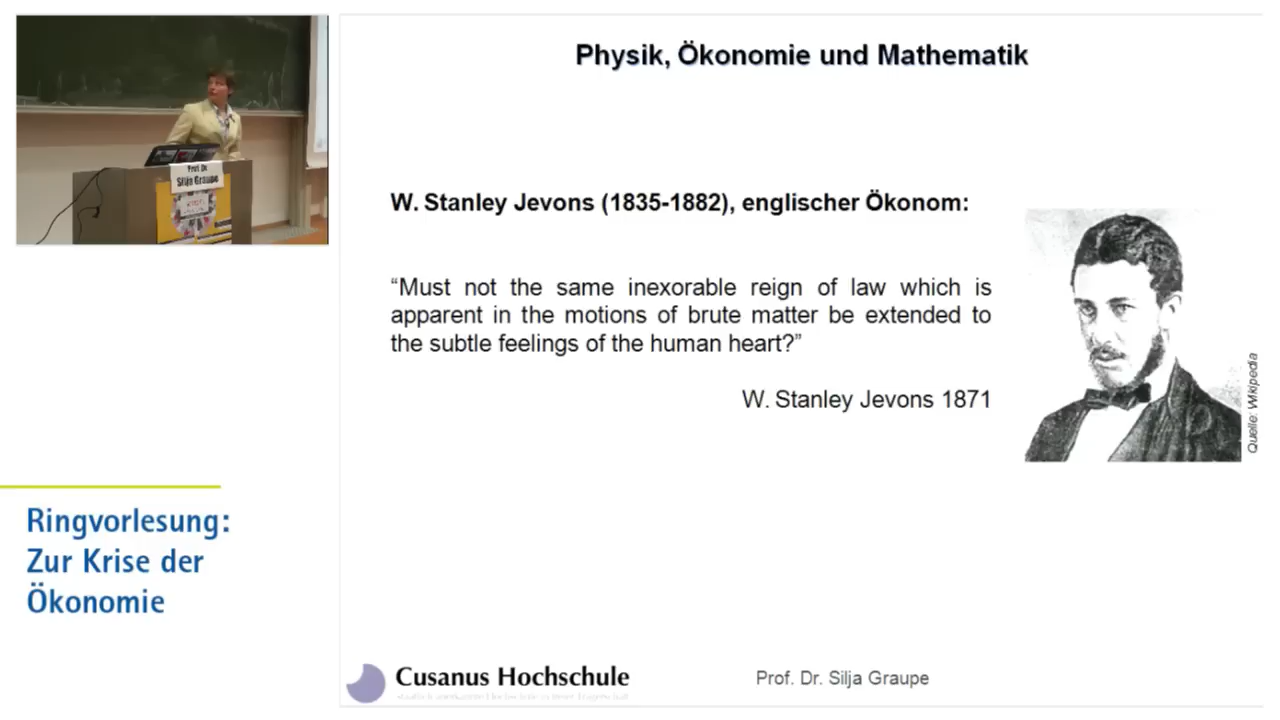 Physik, Ökonomie und Mathematik
W. Stanley Jevons (1835-1882), englischer Ökonom:
“Must not the same inexorable reign of law which is
apparent in the motions of brute matter be extended to
the subtle feelings of the human heart?”
W. Stanley Jevons 1871
Quelle: Wikipedia
Prof. Dr.
Silja Graupe
Ringvorlesung:
Zur Krise der
Ökonomie
Cusanus Hochschule
Prof. Dr. Silja Graupe